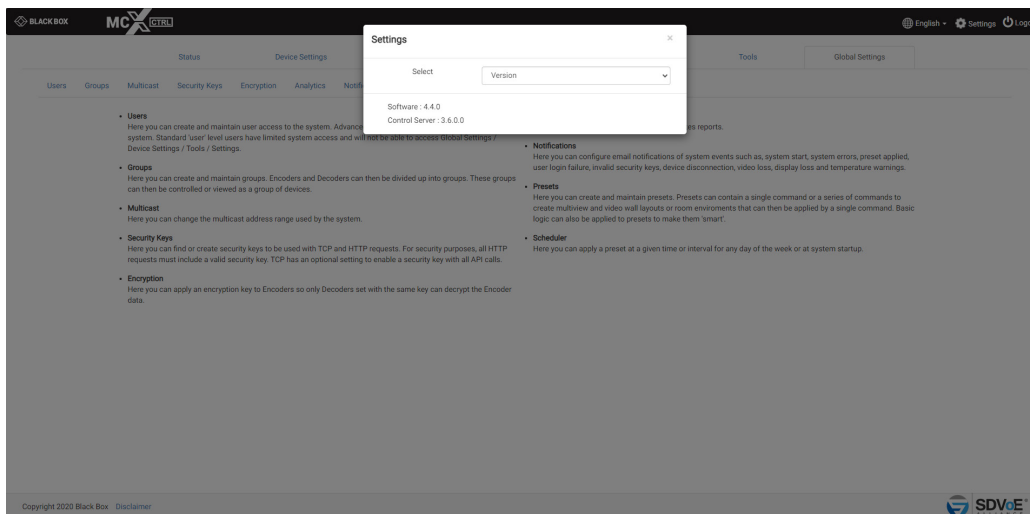 BLACK BOX
MCX CTRL
English
Settings
Logo
Settings
×
Select
Version
Software : 4.4.0
Control Server : 3.6.0.0
Status
Device Settings
Tools
Global Settings
Users
Groups
Multicast
Security Keys
Encryption
Analytics
Notifi
• Users
Here you can create and maintain user access to the system. Advance
system. Standard 'user' level users have limited system access and will not be able to access Global Settings /
Device Settings / Tools / Settings.
• Groups
Here you can create and maintain groups. Encoders and Decoders can then be divided up into groups. These groups
can then be controlled or viewed as a group of devices.
• Multicast
Here you can change the multicast address range used by the system.
• Security Keys
Here you can find or create security keys to be used with TCP and HTTP requests. For security purposes, all HTTP
requests must include a valid security key. TCP has an optional setting to enable a security key with all API calls.
• Encryption
Here you can apply an encryption key to Encoders so only Decoders set with the same key can decrypt the Encoder
data.
es reports.
• Notifications
Here you can configure email notifications of system events such as, system start, system errors, preset applied,
user login failure, invalid security keys, device disconnection, video loss, display loss and temperature warnings.
• Presets
Here you can create and maintain presets. Presets can contain a single command or a series of commands to
create multiview and video wall layouts or room enviroments that can then be applied by a single command. Basic
logic can also be applied to presets to make them 'smart'.
• Scheduler
Here you can apply a preset at a given time or interval for any day of the week or at system startup.
Copyright 2020 Black Box
Disclaimer
SDVoE